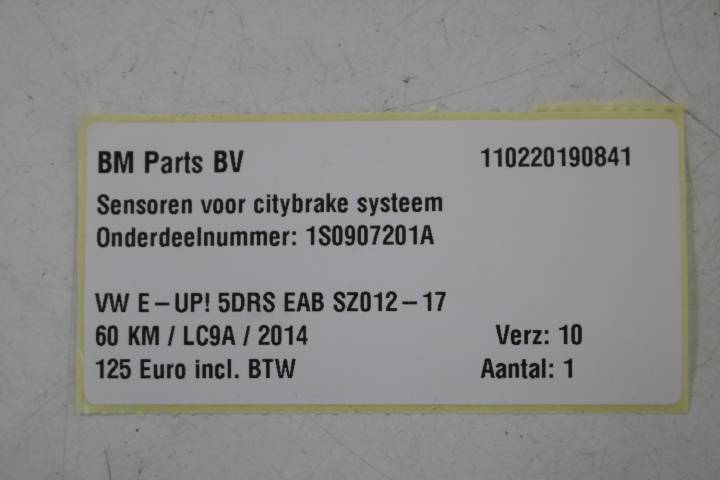 BM Parts BV 110220190841
Sensoren voor citybrake systeem
Onderdeelnummer: 1S0907201A
VW E-UP! 5DRS EAB SZ012-17
60 KM / LC9A / 2014 Verz: 10
125 Euro incl. BTW Aantal: 1